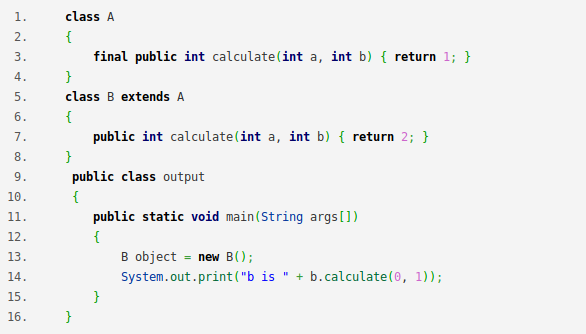 1. class A
2. {
3. final public int calculate(int a, int b) { return 1; }
4. }
5. class B extends A
6. {
7. public int calculate(int a, int b) { return 2; }
8. }
9. public class output
10. {
11. public static void main(String args[])
12. {
13. B object = new B();
14. System.out.print("b is " + b.calculate(0, 1));
15. }
16. }